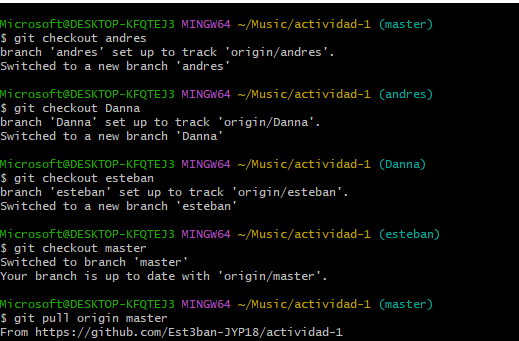 Microsoft@DESKTOP-KFQTEJ3 MINGW64 ~/Music/actividad-1 (master)
$ git checkout andres
branch 'andres' set up to track 'origin/andres'.
Switched to a new branch 'andres'
Microsoft@DESKTOP-KFQTEJ3 MINGW64 ~/Music/actividad-1 (andres)
$ git checkout Danna
branch 'Danna' set up to track 'origin/Danna'.
Switched to a new branch 'Danna'
Microsoft@DESKTOP-KFQTEJ3 MINGW64 ~/Music/actividad-1 (Danna)
$ git checkout esteban
branch 'esteban' set up to track 'origin/esteban'.
Switched to a new branch 'esteban'
Microsoft@DESKTOP-KFQTEJ3 MINGW64 ~/Music/actividad-1 (esteban)
$ git checkout master
Switched to branch 'master'
Your branch is up to date with 'origin/master'.
Microsoft@DESKTOP-KFQTEJ3 MINGW64 ~/Music/actividad-1 (master)
$ git pull origin master
From https://github.com/Est3ban-JYP18/actividad-1